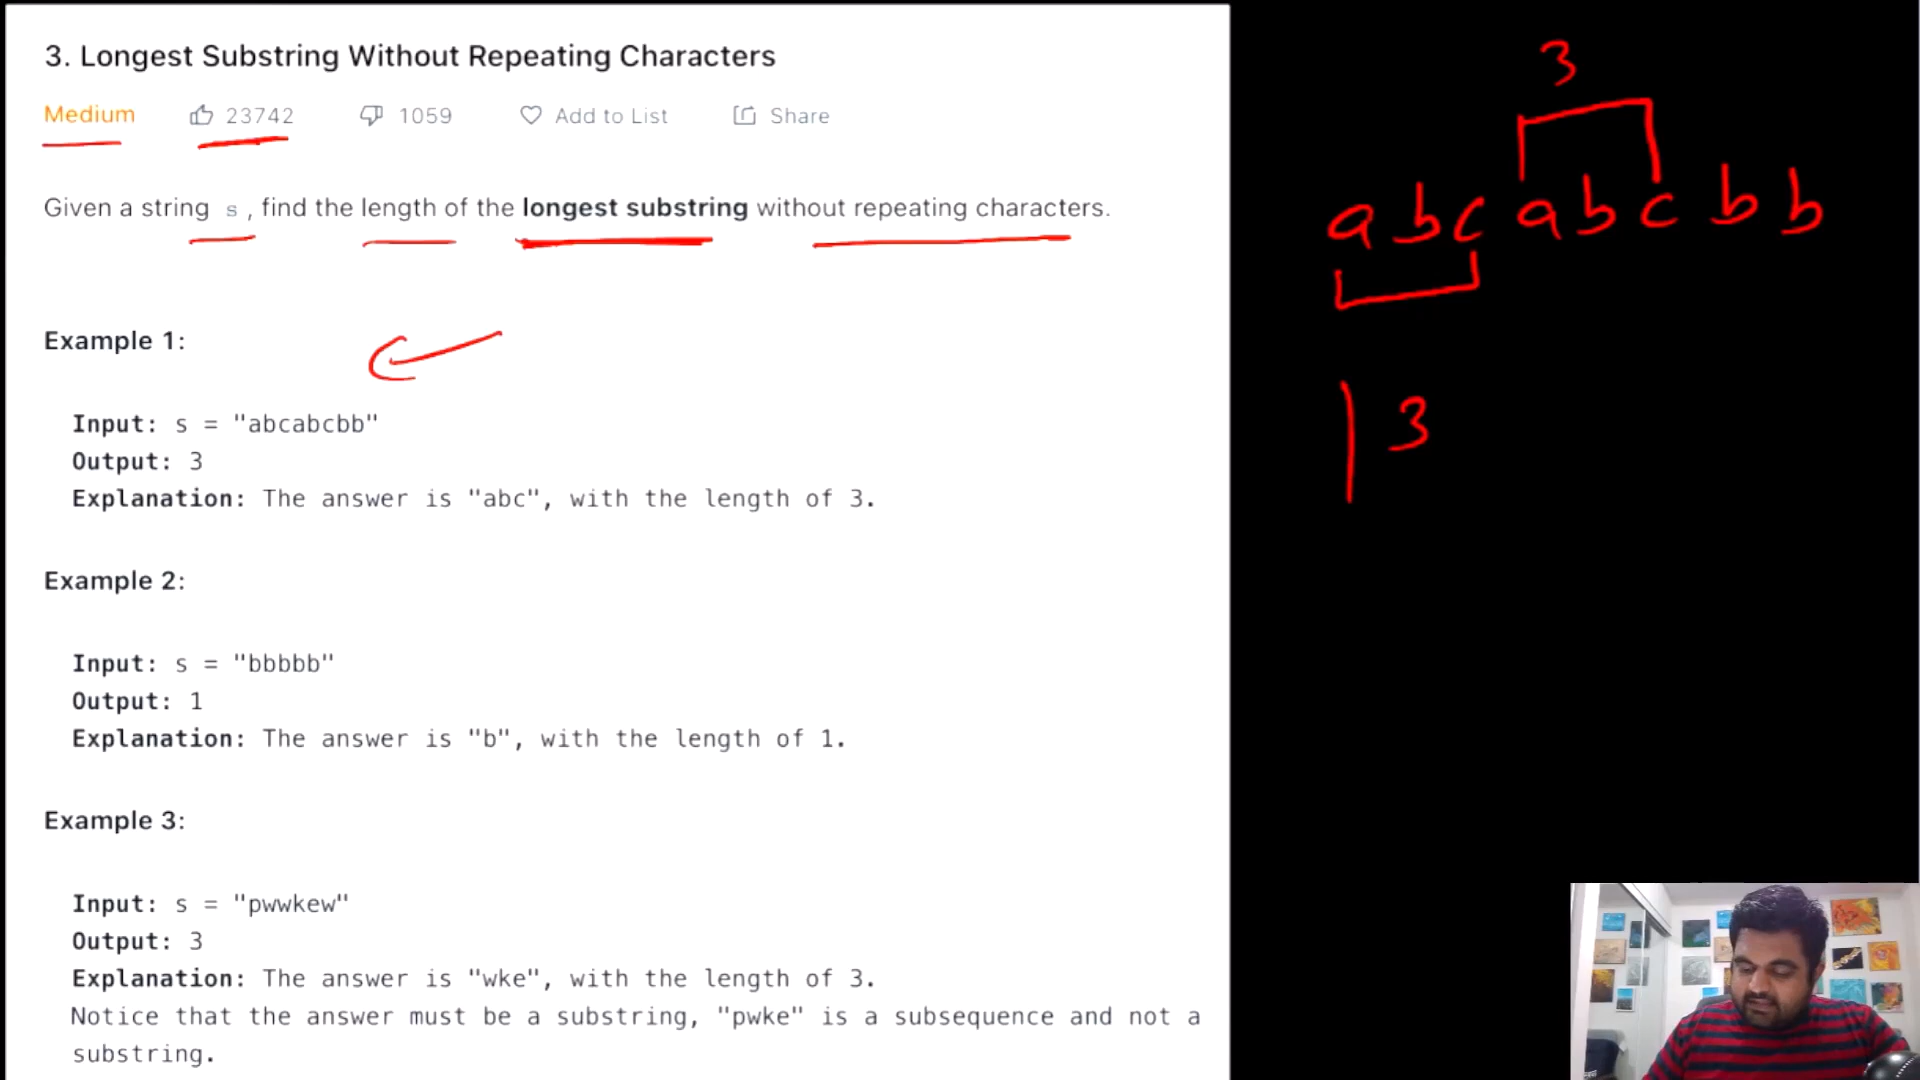 3. Longest Substring Without Repeating Characters
Medium 23742 1059 Add to List Share
Given a string s , find the length of the longest substring without repeating characters.
Example 1:
Input: s = "abcabcbb"
Output: 3
Explanation: The answer is "abc", with the length of 3.
Example 2:
Input: s = "bbbbb"
Output: 1
Explanation: The answer is "b", with the length of 1.
Example 3:
Input: s = "pwwkew"
Output: 3
Explanation: The answer is "wke", with the length of 3.
Notice that the answer must be a substring, "pwke" is a subsequence and not a
substring.
3
a b c a b c b b
3